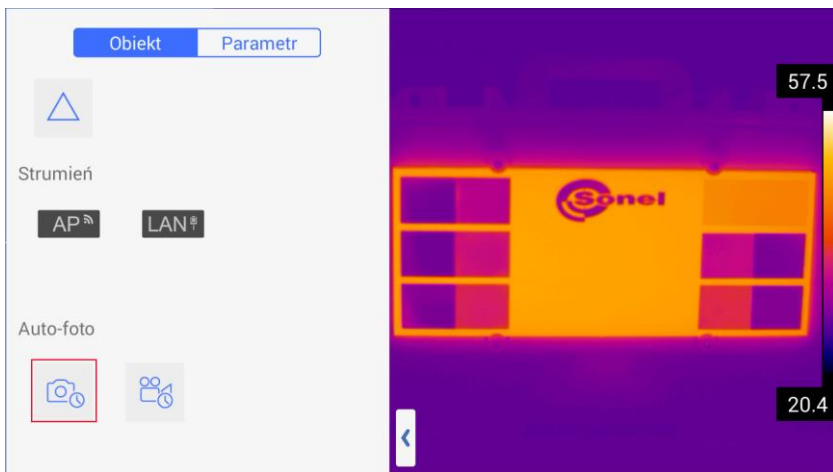 Obiekt Parametr
Strumień
AP LAN
Auto-foto
57.5
Sonel
20.4